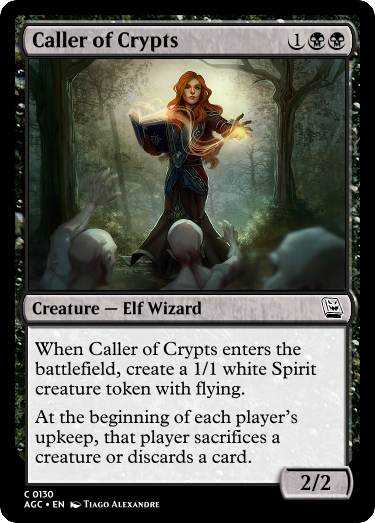 Caller of Crypts 1
Creature — Elf Wizard
When Caller of Crypts enters the
battlefield, create a 1/1 white Spirit
creature token with flying.
At the beginning of each player's
upkeep, that player sacrifices a
creature or discards a card.
2/2
C 0130
AGC • EN Tiago Alexandre